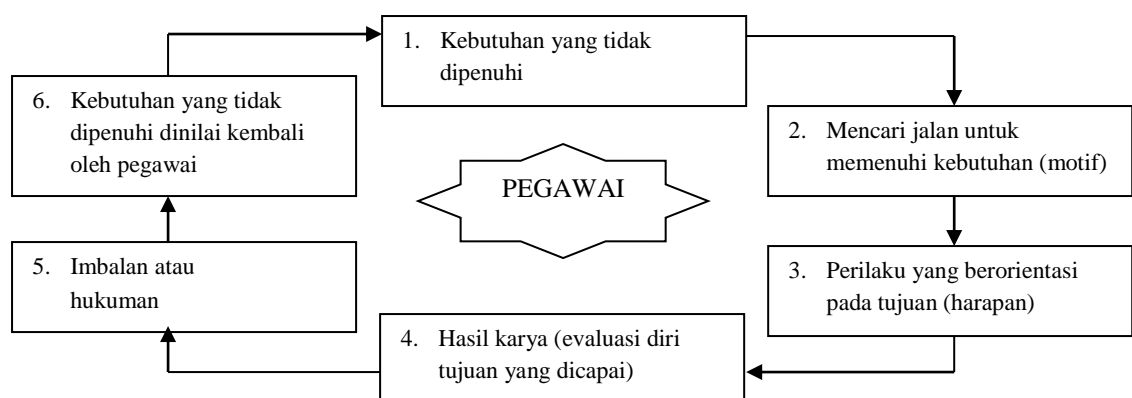 1. Kebutuhan yang tidak
dipenuhi
2. Mencari jalan untuk
memenuhi kebutuhan (motif)
3. Perilaku yang berorientasi
pada tujuan (harapan)
4. Hasil karya (evaluasi diri
tujuan yang dicapai)
5. Imbalan atau
hukuman
6. Kebutuhan yang tidak
dipenuhi dinilai kembali
oleh pegawai
PEGAWAI